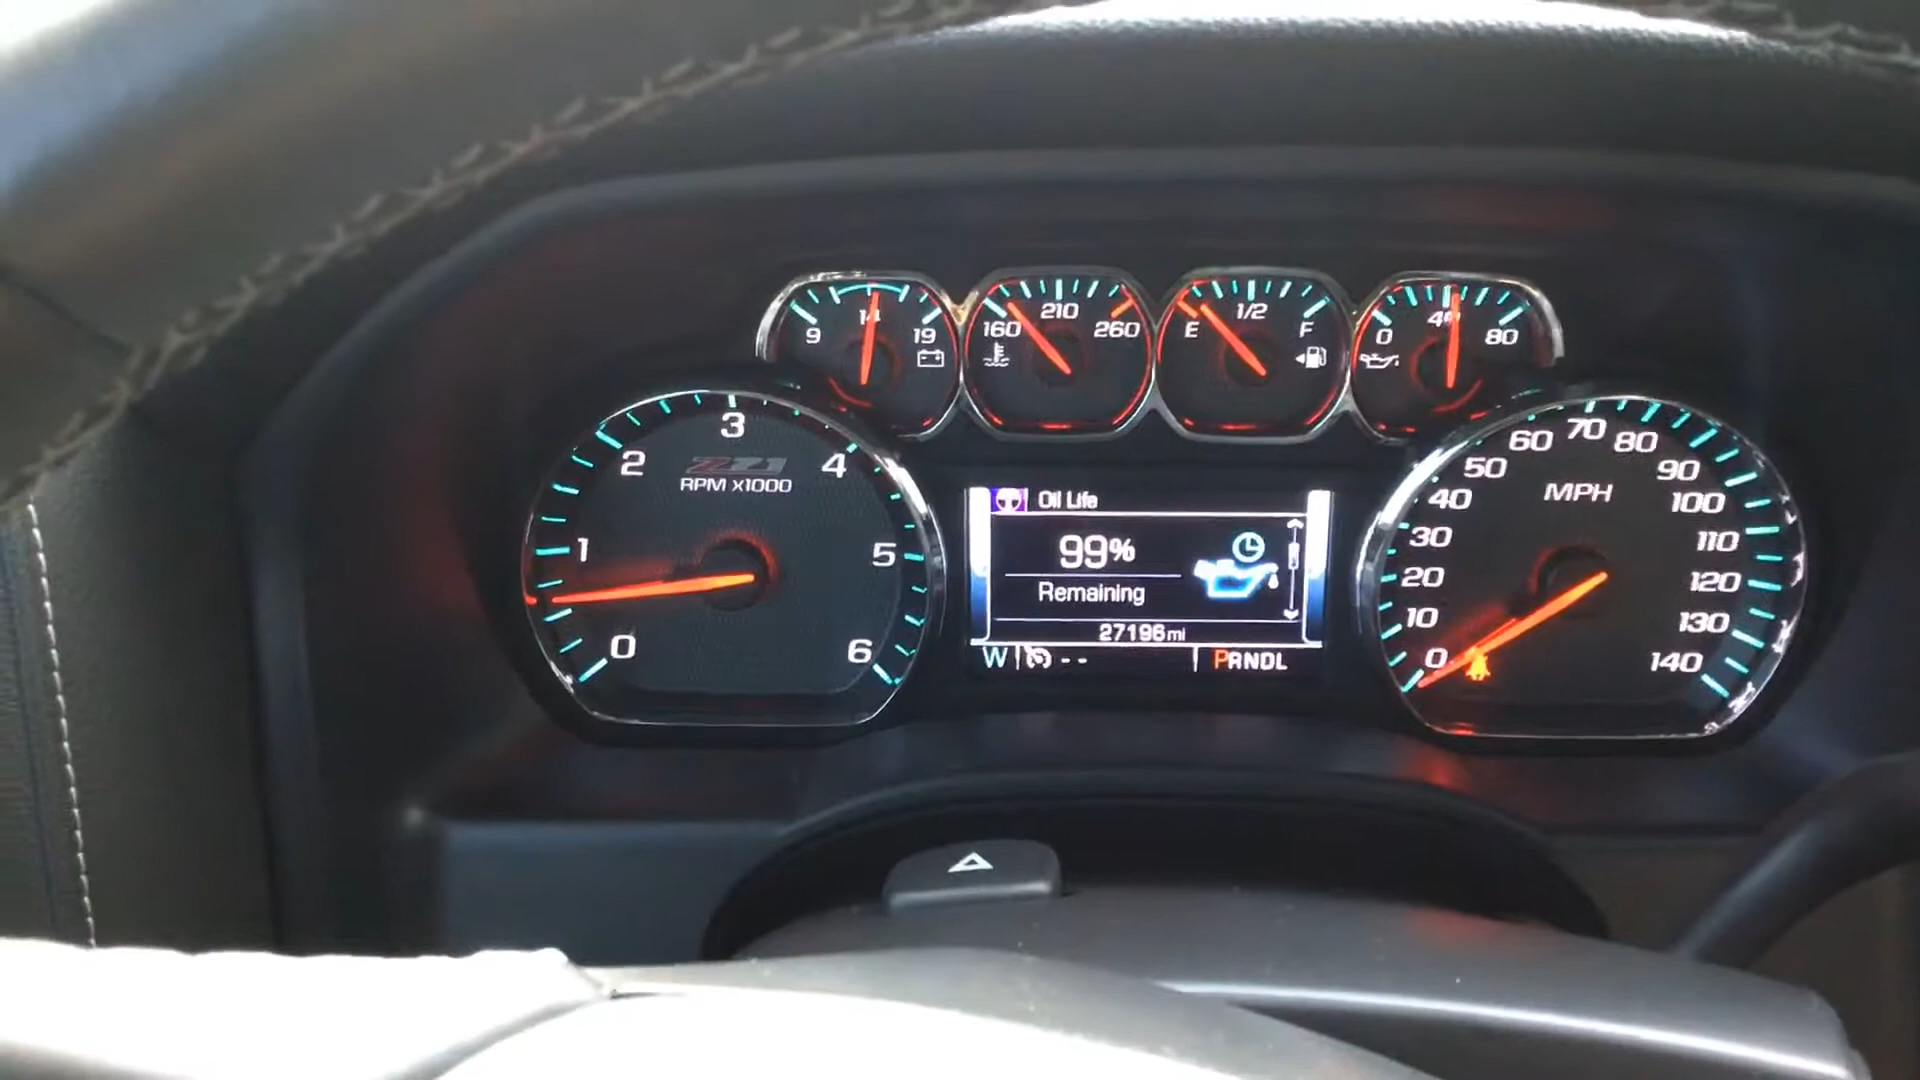 9 14 19
160 210 260
E 1/2 F
0 40 80
0 1 2 3 4 5 6
Z71
RPM x1000
Oil Life
99%
Remaining
27196 mi
W
--
PRNDL
0 10 20 30 40 50 60 70 80 90 100 110 120 130 140
MPH